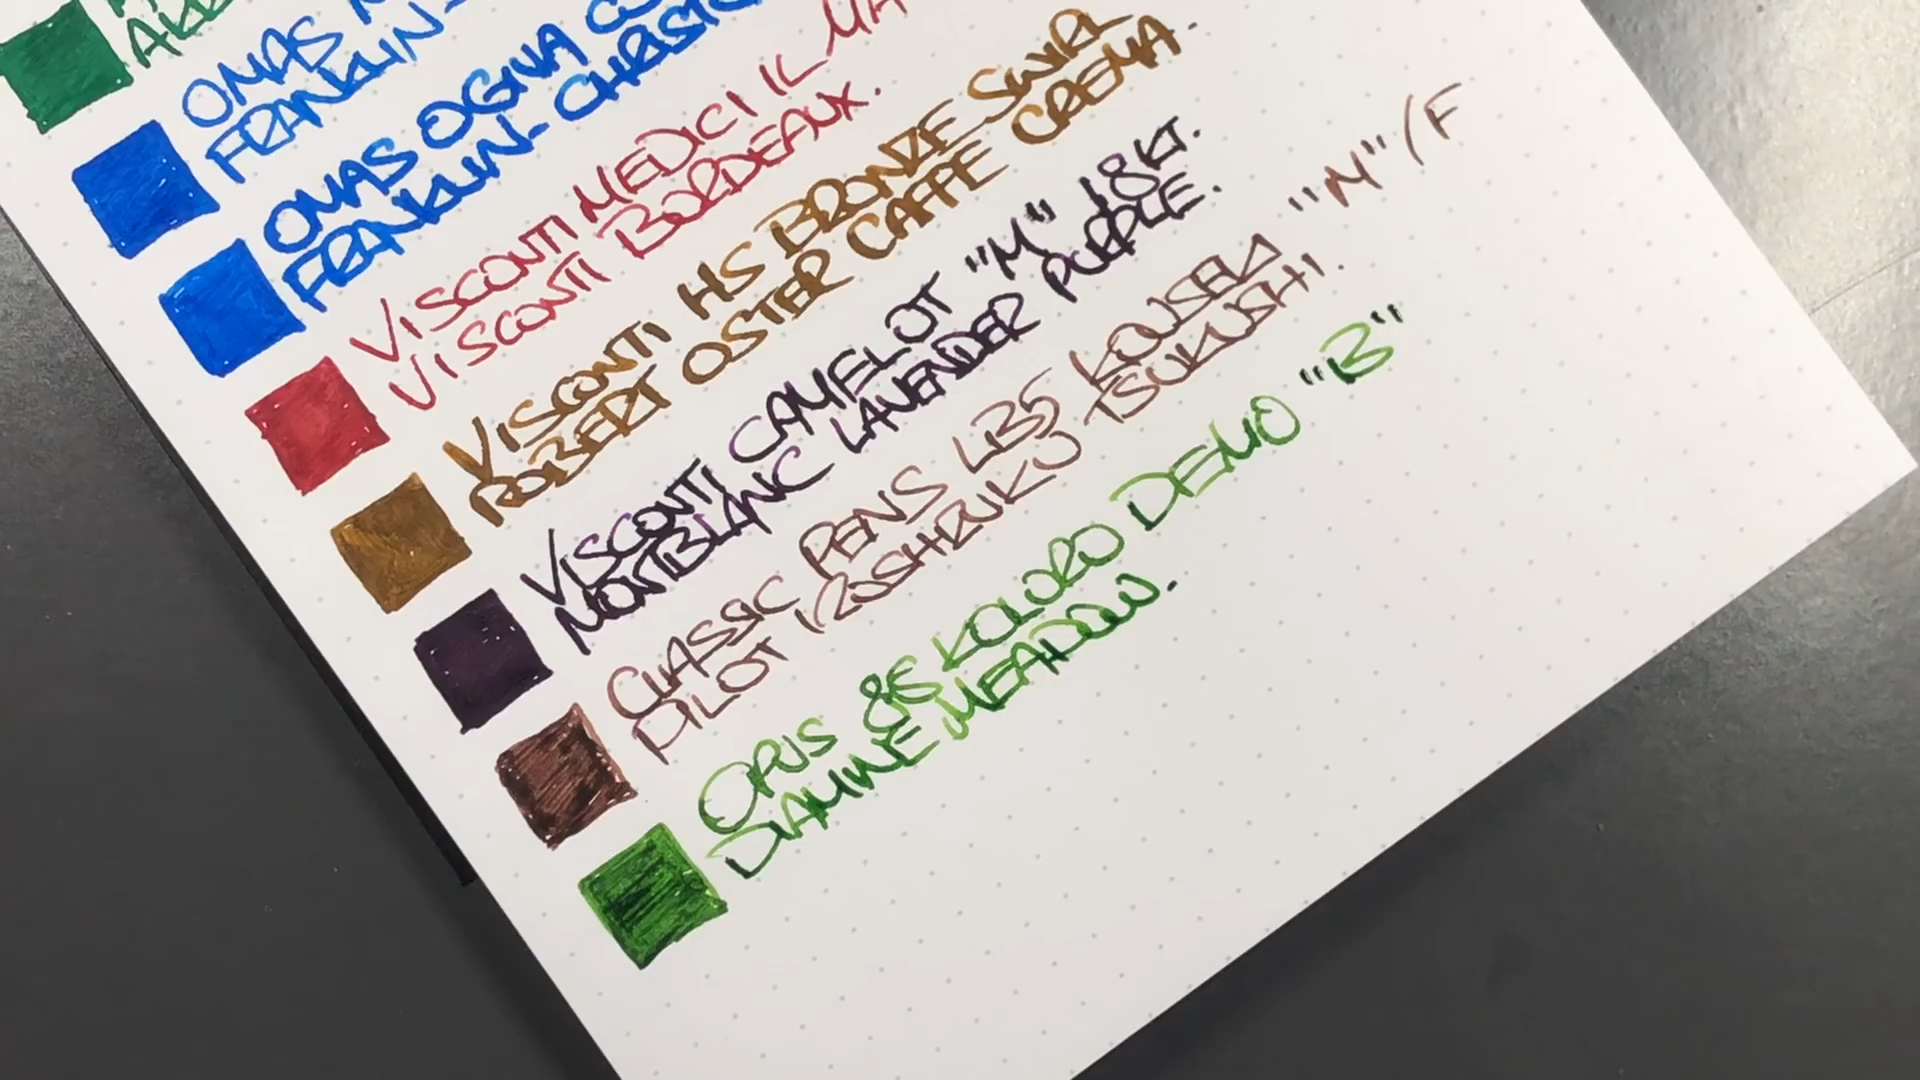 OMAS
FRANKLIN-
OMAS OGIVA
FRANKLIN-CHRISTO
VISCONTI MEDICI IL MA
VISCONTI BORDEAUX.
VISCONTI HS BRONZE SWIRL
ROBERT OSTER CAFFE CREMA.
VISCONTI CAMELOT "M" 18KT.
MONTBLANC LAVENDER PURPLE.
CLASSIC PENS LB5 KOUSEKI "M"/F
PILOT IROSHIZUKU TSUKUSHI.
OPUS 88 KOLORO DEMO "B"
DIAMINE MEADOW.